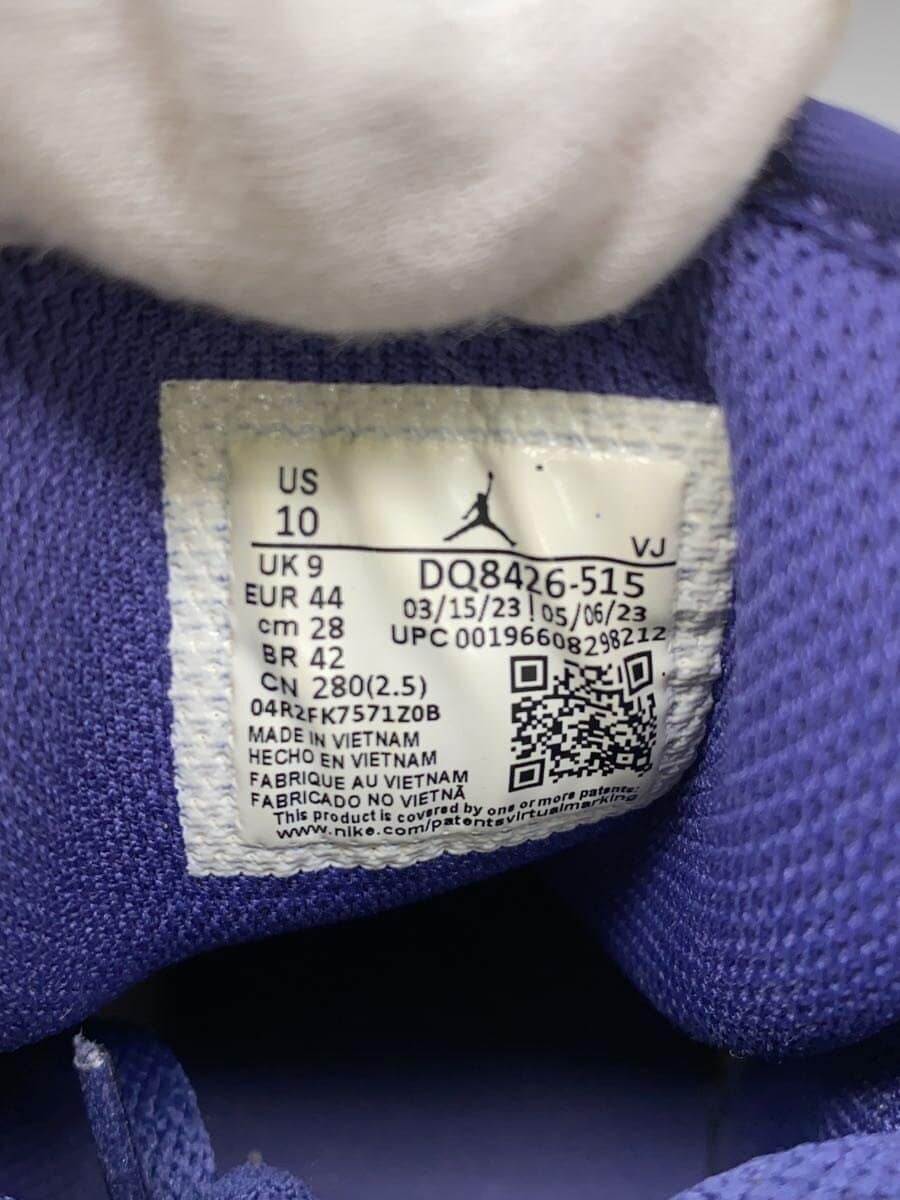 US
10
VJ
UK 9
EUR 44
cm 28
BR 42
CN 280(2.5)
DQ8426-515
03/15/23 | 05/06/23
UPC 00196608298212
04R2FK7571Z0B
MADE IN VIETNAM
HECHO EN VIETNAM
FABRIQUE AU VIETNAM
FABRICADO NO VIETNÃ
This product is covered by one or more patents:
www.nike.com/patentsvirtualmarking